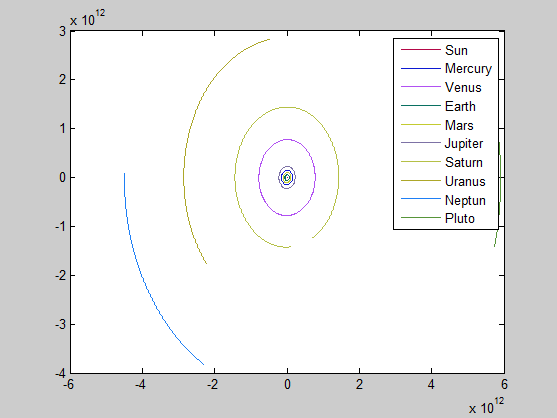 x 10^12
3
2
1
0
-1
-2
-3
-4
-6 -4 -2 0 2 4 6
x 10^12
Sun
Mercury
Venus
Earth
Mars
Jupiter
Saturn
Uranus
Neptun
Pluto